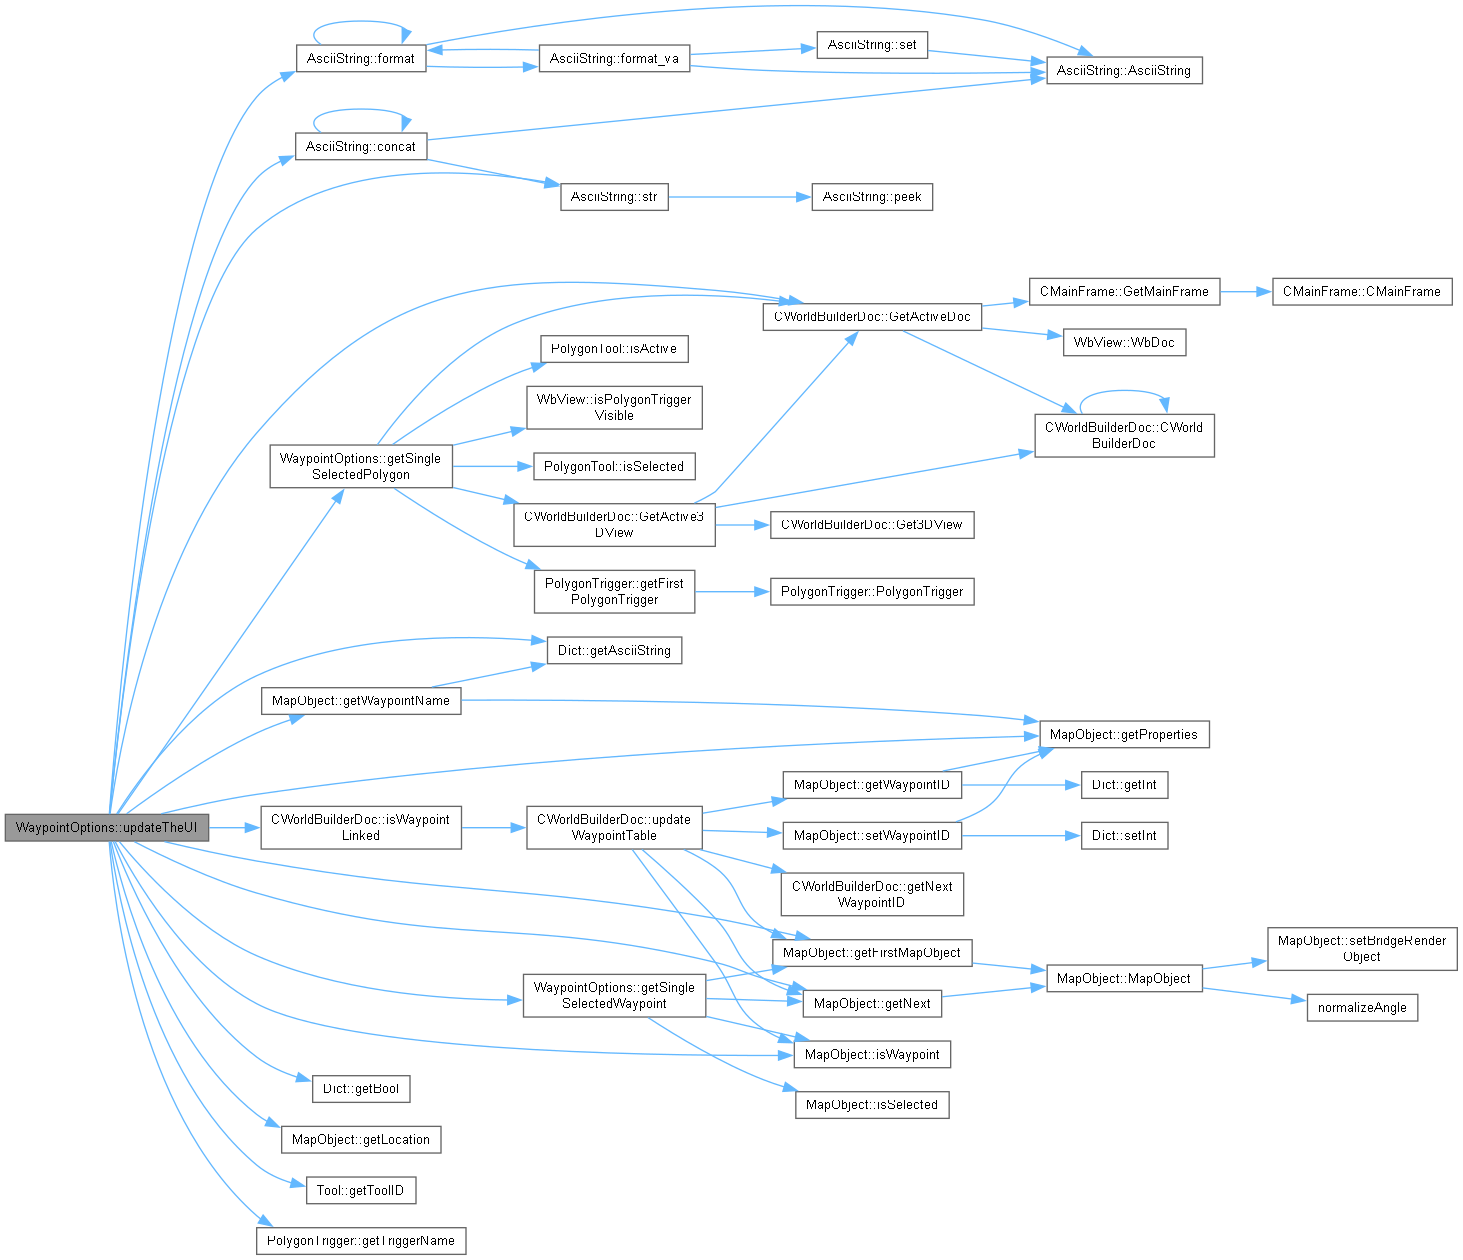 AsciiString::format
AsciiString::format_va
AsciiString::set
AsciiString::AsciiString
AsciiString::concat
AsciiString::str
AsciiString::peek
CMainFrame::GetMainFrame
CMainFrame::CMainFrame
CWorldBuilderDoc::GetActiveDoc
WbView::WbDoc
PolygonTool::isActive
WbView::isPolygonTrigger
Visible
CWorldBuilderDoc::CWorld
BuilderDoc
WaypointOptions::getSingle
SelectedPolygon
PolygonTool::isSelected
CWorldBuilderDoc::GetActive3
DView
CWorldBuilderDoc::Get3DView
PolygonTrigger::getFirst
PolygonTrigger
PolygonTrigger::PolygonTrigger
Dict::getAsciiString
MapObject::getWaypointName
MapObject::getProperties
MapObject::getWaypointID
Dict::getInt
WaypointOptions::updateTheUI
CWorldBuilderDoc::isWaypoint
Linked
CWorldBuilderDoc::update
WaypointTable
MapObject::setWaypointID
Dict::setInt
CWorldBuilderDoc::getNext
WaypointID
MapObject::getFirstMapObject
MapObject::setBridgeRender
Object
MapObject::MapObject
WaypointOptions::getSingle
SelectedWaypoint
MapObject::getNext
normalizeAngle
MapObject::isWaypoint
Dict::getBool
MapObject::isSelected
MapObject::getLocation
Tool::getToolID
PolygonTrigger::getTriggerName